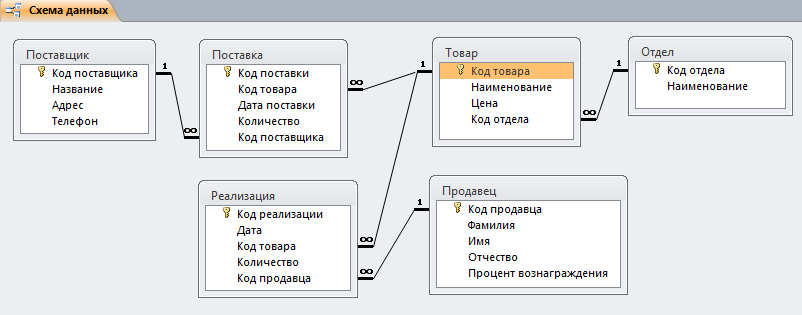 Схема данных
Поставщик
Код поставщика
Название
Адрес
Телефон
1
∞
Поставка
Код поставки
Код товара
Дата поставки
Количество
Код поставщика
∞
1
Товар
Код товара
Наименование
Цена
Код отдела
∞
1
Отдел
Код отдела
Наименование
Реализация
Код реализации
Дата
Код товара
Количество
Код продавца
∞
∞
1
Продавец
Код продавца
Фамилия
Имя
Отчество
Процент вознаграждения